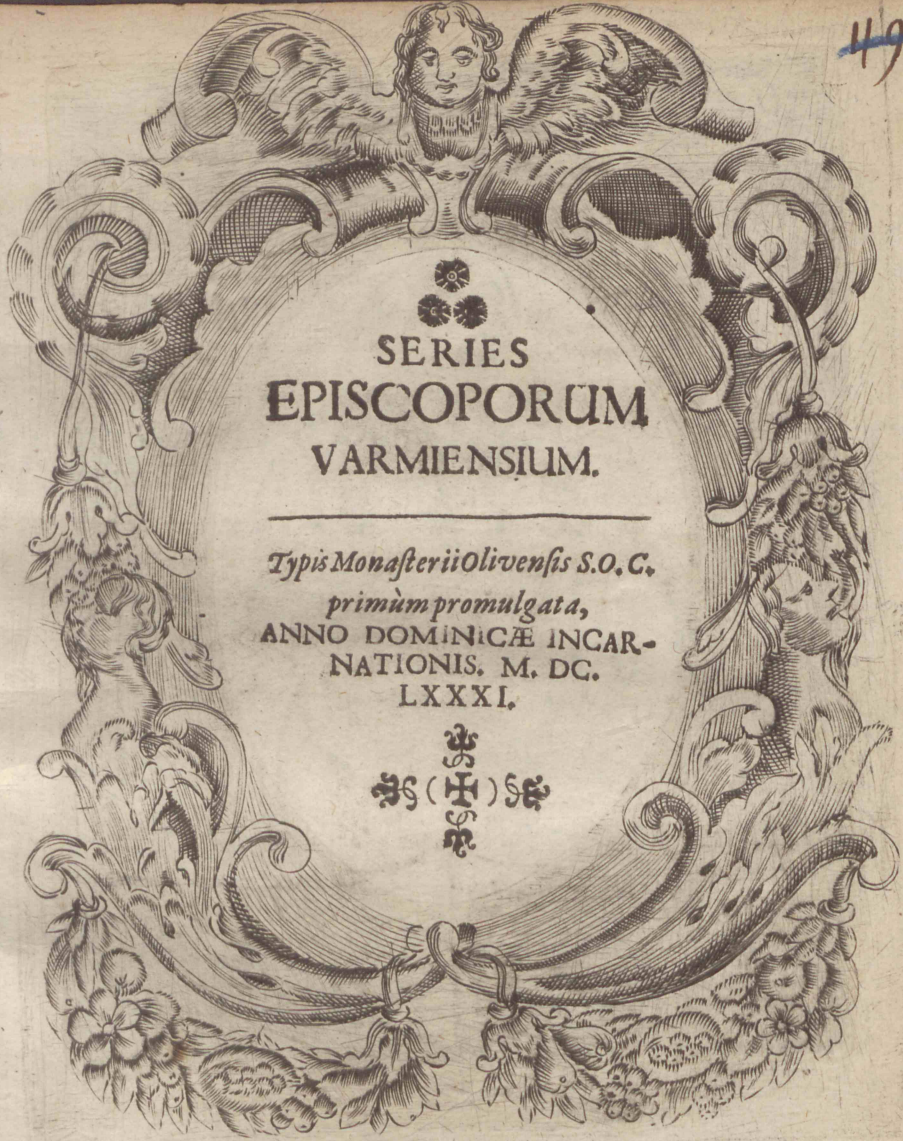 49
SERIES
EPISCOPORUM
VARMIENSIUM.
Typis Monaſterii Olivenſis S.O.C.
primùm promulgata,
ANNO DOMINICÆ INCAR-
NATIONIS. M. DC.
LXXXI.